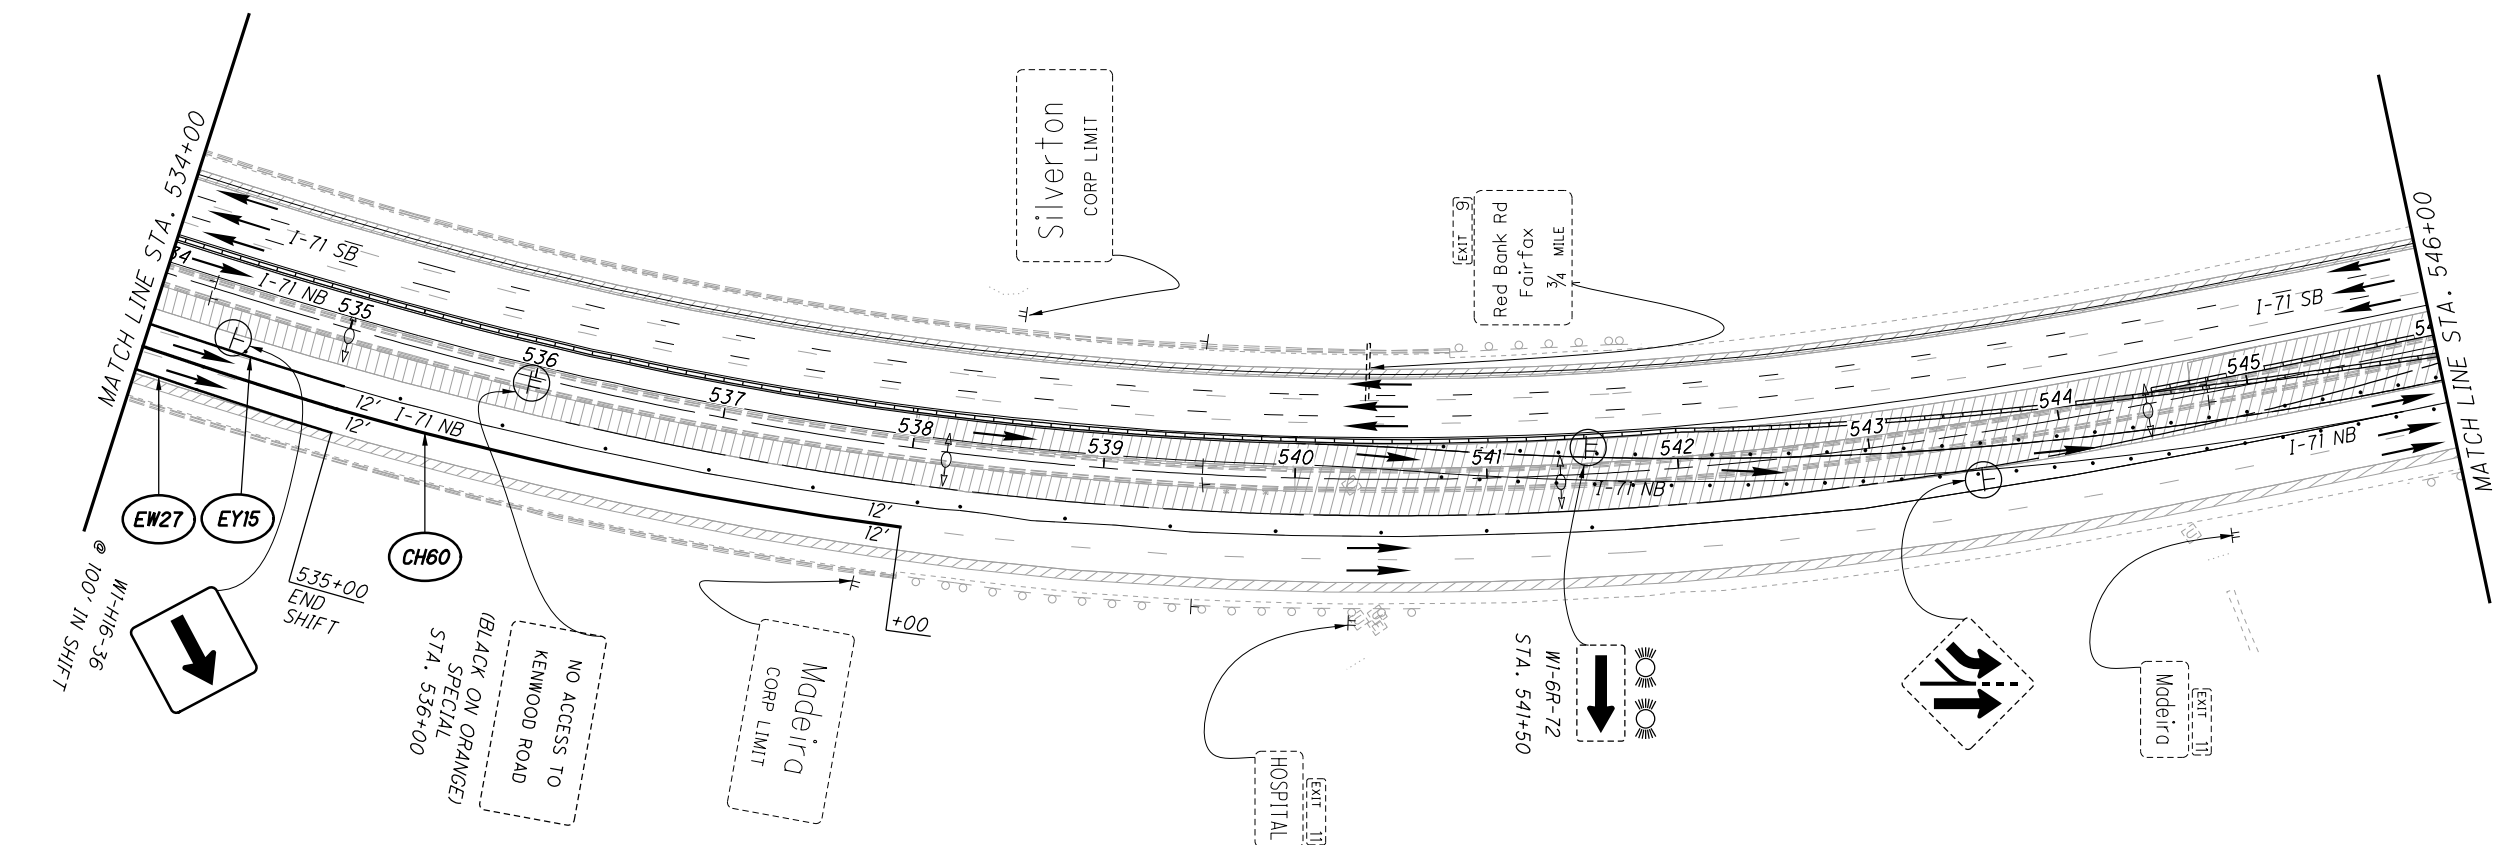 MATCH LINE STA. 534+00
I-71 SB
34
I-71 NB
535
536
537
538
539
540
541
542
543
544
545
54
I-71 SB
MATCH LINE STA. 546+00
Silverton
CORP LIMIT
EXIT 9
Red Bank Rd
Fairfax
3/4 MILE
12'
I-71 NB
12'
12'
12'
I-71 NB
I-71 NB
EW27
EY15
CH60
535+00
END
SHIFT
+00
W1-H16-36
@ 100' IN SHIFT
NO ACCESS TO
KENWOOD ROAD
(BLACK ON ORANGE)
SPECIAL
STA. 536+00
Madeira
CORP LIMIT
EXIT 11
HOSPITAL
W1-6R-72
STA. 541+50
EXIT 11
Madeira